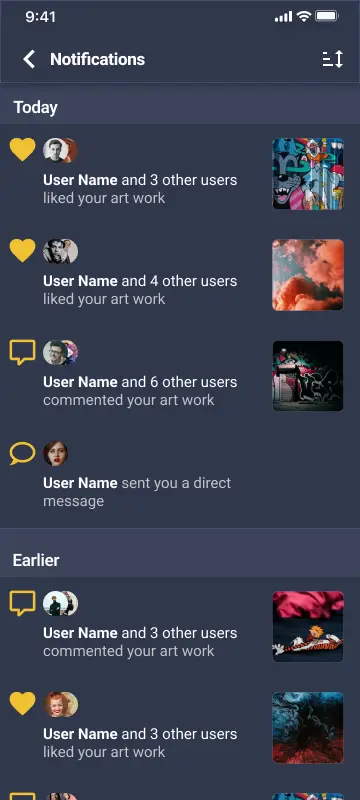 9:41
Notifications
Today
User Name and 3 other users
liked your art work
User Name and 4 other users
liked your art work
User Name and 6 other users
commented your art work
User Name sent you a direct
message
Earlier
User Name and 3 other users
commented your art work
User Name and 3 other users
liked your art work